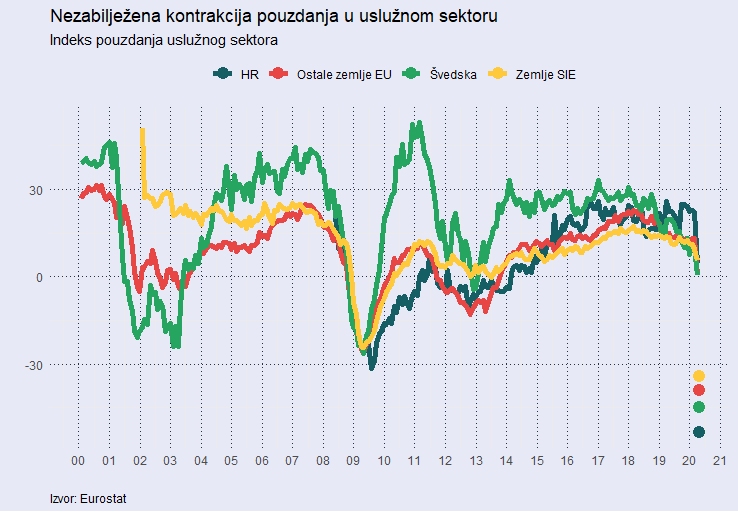 Nezabilježena kontrakcija pouzdanja u uslužnom sektoru
Indeks pouzdanja uslužnog sektora
HR Ostale zemlje EU Švedska Zemlje SIE
30
0
-30
00 01 02 03 04 05 06 07 08 09 10 11 12 13 14 15 16 17 18 19 20 21
Izvor: Eurostat